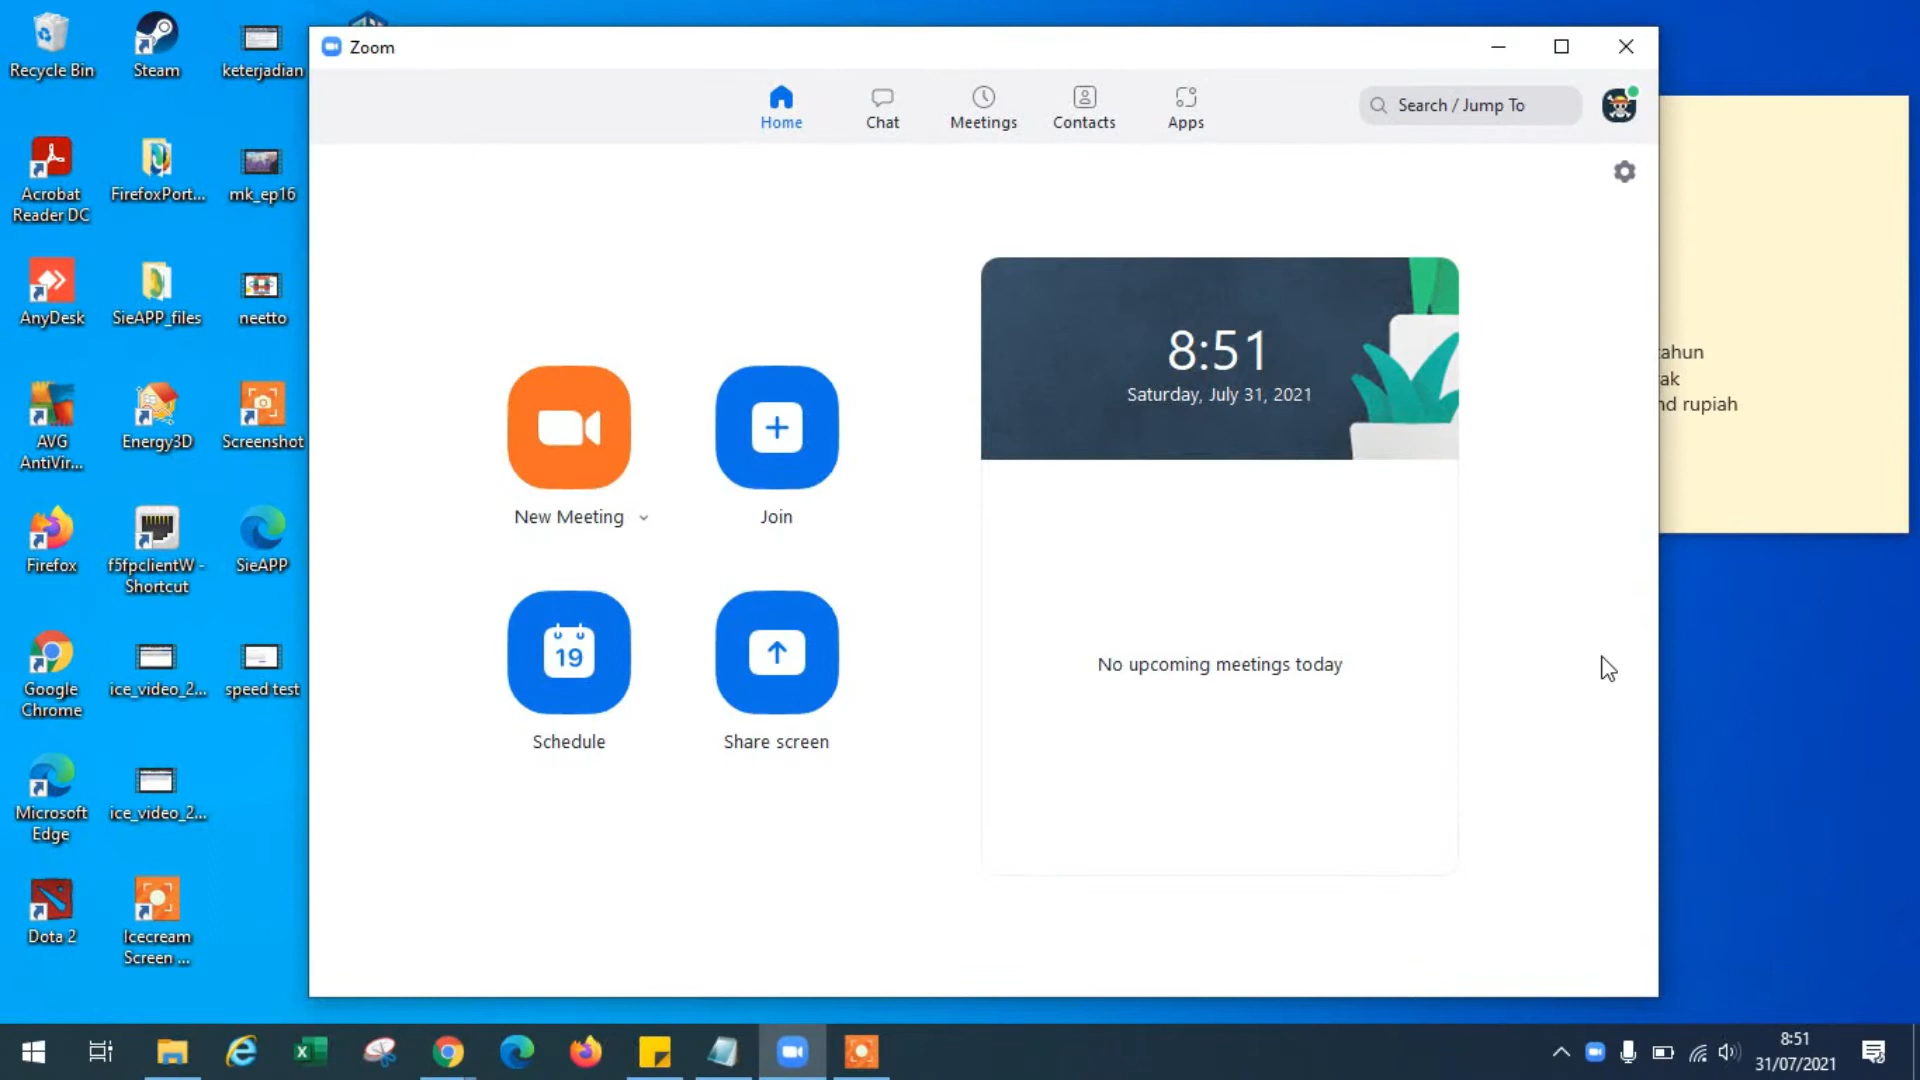 Recycle Bin
Steam
keterjadian
Acrobat
Reader DC
FirefoxPort...
mk_ep16
AnyDesk
SieAPP_files
neetto
AVG
AntiVir...
Energy3D
Screenshot
Firefox
f5fpclientW -
Shortcut
SieAPP
Google
Chrome
ice_video_2...
speed test
Microsoft
Edge
ice_video_2...
Dota 2
Icecream
Screen ...
Zoom
Home
Chat
Meetings
Contacts
Apps
Search / Jump To
New Meeting
Join
19
Schedule
Share screen
8:51
Saturday, July 31, 2021
No upcoming meetings today
tahun
ak
nd rupiah
8:51
31/07/2021